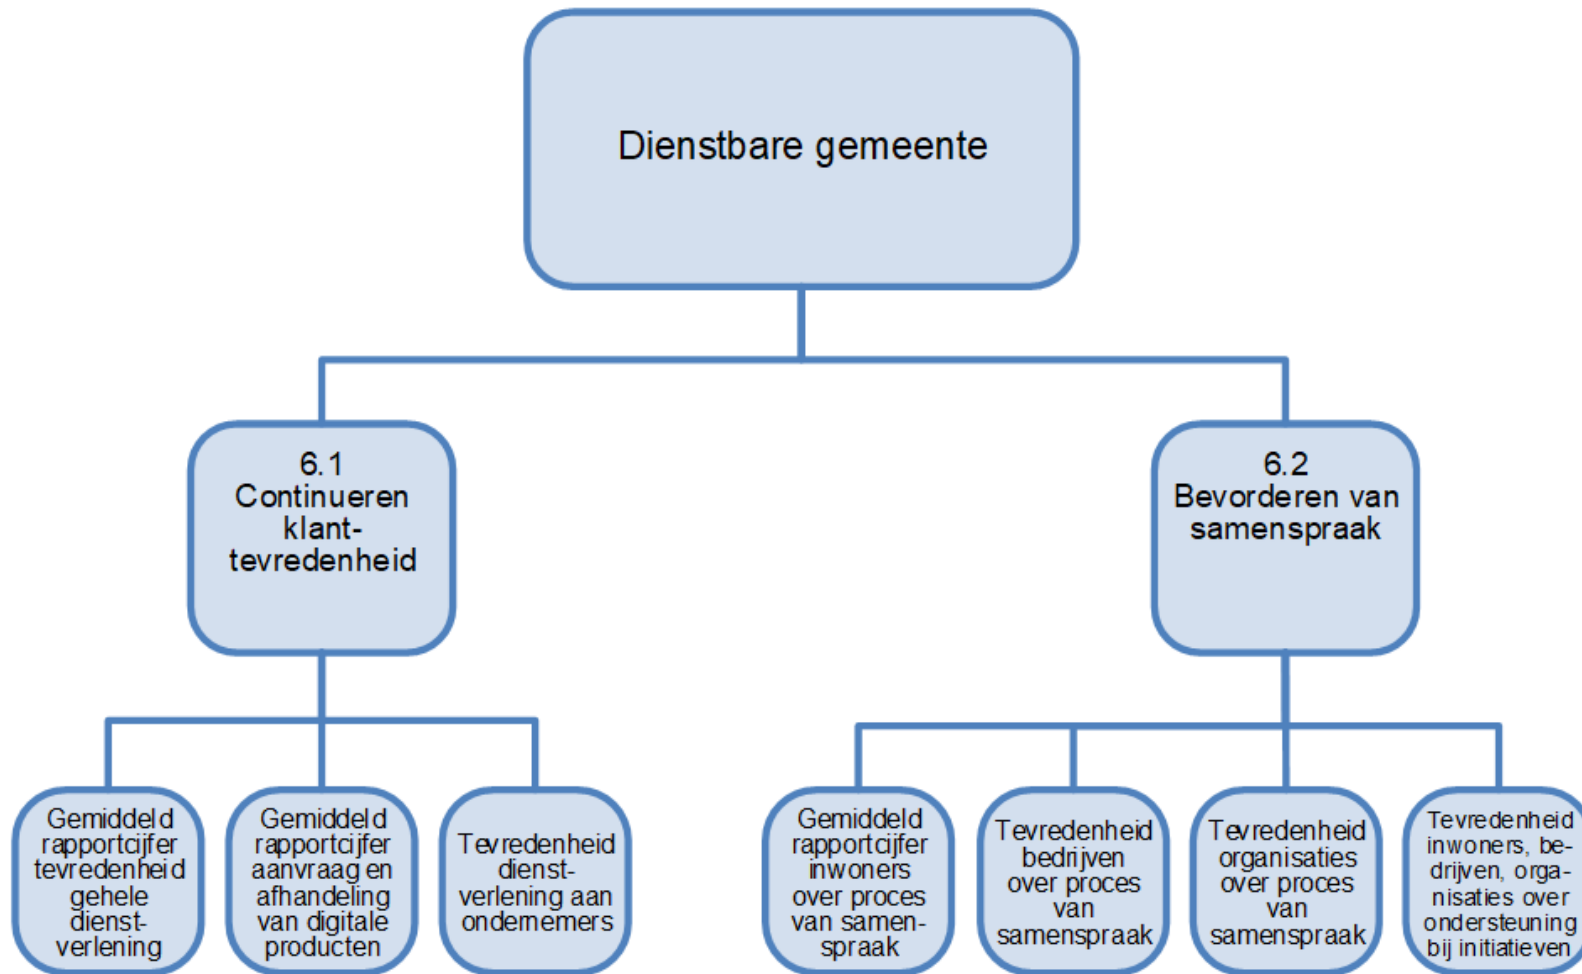 Dienstbare gemeente
6.1
Continueren
klant-
tevredenheid
6.2
Bevorderen van
samenspraak
Gemiddeld
rapportcijfer
tevredenheid
gehele
dienst-
verlening
Gemiddeld
rapportcijfer
aanvraag en
afhandeling
van digitale
producten
Tevredenheid
dienst-
verlening aan
ondernemers
Gemiddeld
rapportcijfer
inwoners
over proces
van samen-
spraak
Tevredenheid
bedrijven
over proces
van
samenspraak
Tevredenheid
organisaties
over proces
van
samenspraak
Tevredenheid
inwoners, be-
drijven, orga-
nisaties over
ondersteuning
bij initiatieven